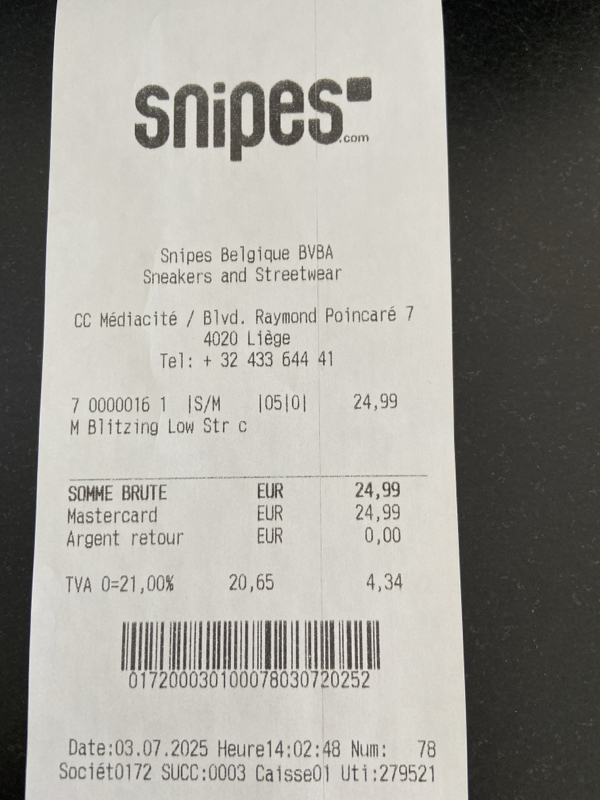 snipes
.com
Snipes Belgique BVBA
Sneakers and Streetwear
CC Médiacité / Blvd. Raymond Poincaré 7
4020 Liège
Tel: + 32 433 644 41
7 0000016 1 |S/M |05|0| 24,99
M Blitzing Low Str c
SOMME BRUTE EUR 24,99
Mastercard EUR 24,99
Argent retour EUR 0,00
TVA 0=21,00% 20,65 4,34
017200030100078030720252
Date:03.07.2025 Heure14:02:48 Num: 78
Sociét0172 SUCC:0003 Caisse01 Uti:279521